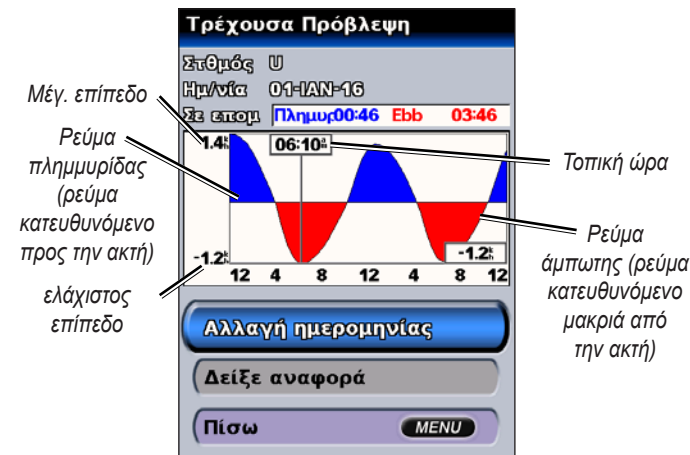 Τρέχουσα Πρόβλεψη
Στθμός U
Ημ/νία 01-IAN-16
Σε επομ Πλημυρ00:46 Ebb 03:46
1.4
06:10
-1.2
-1.2
12 4 8 12 4 8 12
Αλλαγή ημερομηνίας
Δείξε αναφορά
Πίσω MENU
Μέγ. επίπεδο
Ρεύμα
πλημμυρίδας
(ρεύμα
κατευθυνόμενο
προς την ακτή)
ελάχιστος
επίπεδο
Τοπική ώρα
Ρεύμα
άμπωτης (ρεύμα
κατευθυνόμενο
μακριά από
την ακτή)